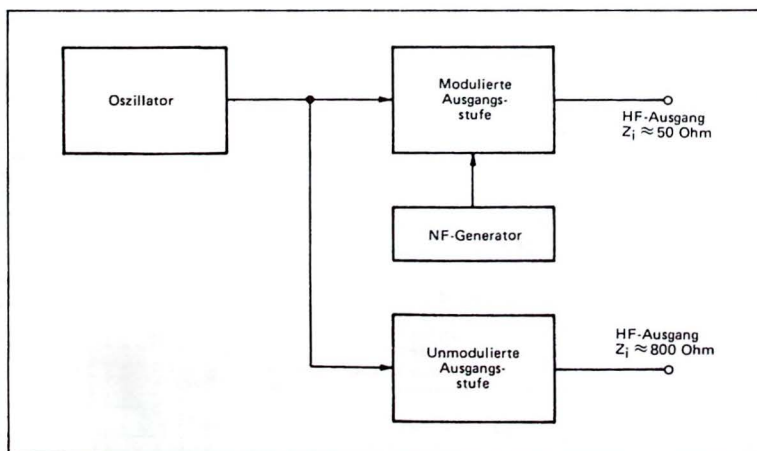 Oszillator
Modulierte
Ausgangs-
stufe
HF-Ausgang
Zi ≈ 50 Ohm
NF-Generator
Unmodulierte
Ausgangs-
stufe
HF-Ausgang
Zi ≈ 800 Ohm